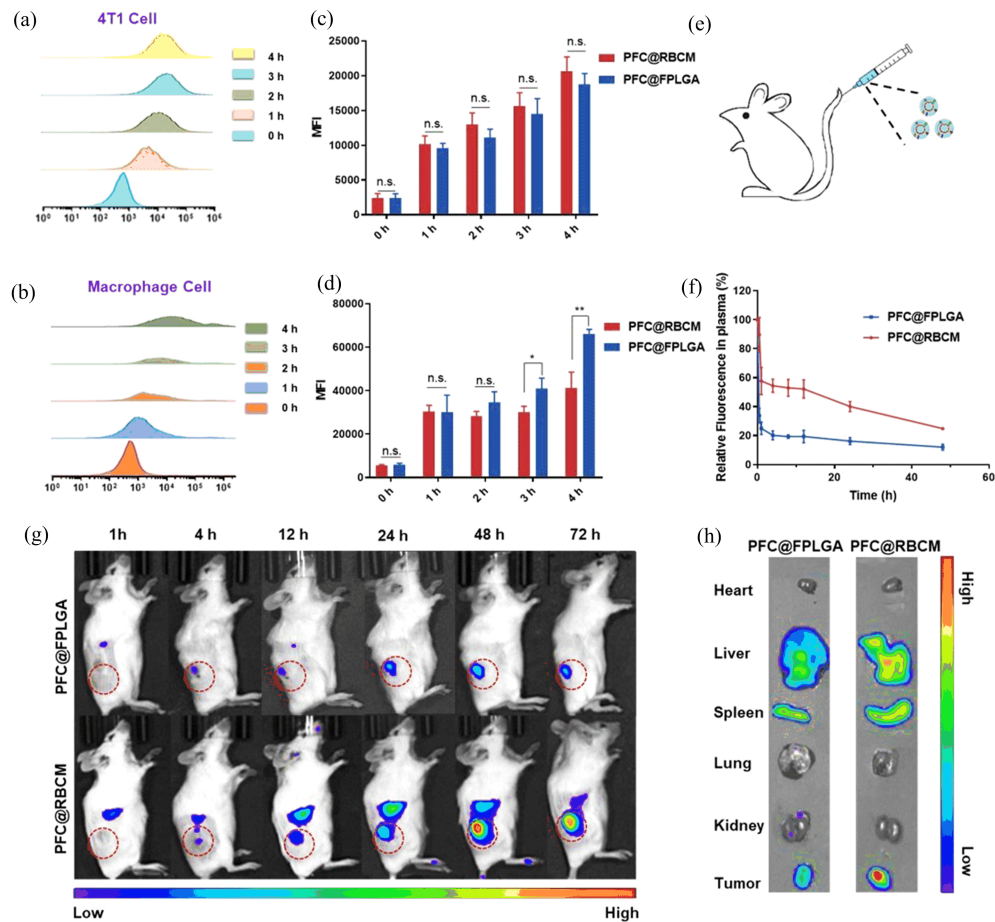 (a)
4T1 Cell
4 h
3 h
2 h
1 h
0 h
10⁰ 10¹ 10² 10³ 10⁴ 10⁵ 10⁶
(c)
25000
20000
15000
10000
5000
0
MFI
n.s.
n.s.
n.s.
n.s.
n.s.
PFC@RBCM
PFC@FPLGA
0 h 1 h 2 h 3 h 4 h
(e)
(b)
Macrophage Cell
4 h
3 h
2 h
1 h
0 h
10⁰ 10¹ 10² 10³ 10⁴ 10⁵ 10⁶
(d)
80000
60000
40000
20000
0
MFI
n.s.
n.s.
n.s.
*
**
PFC@RBCM
PFC@FPLGA
0 h 1 h 2 h 3 h 4 h
(f)
Relative Fluorescence in plasma (%)
120
100
80
60
40
20
0
PFC@FPLGA
PFC@RBCM
0 20 40 60
Time (h)
(g)
1h 4 h 12 h 24 h 48 h 72 h
PFC@FPLGA
PFC@RBCM
Low High
(h)
PFC@FPLGA PFC@RBCM
Heart
Liver
Spleen
Lung
Kidney
Tumor
High
Low